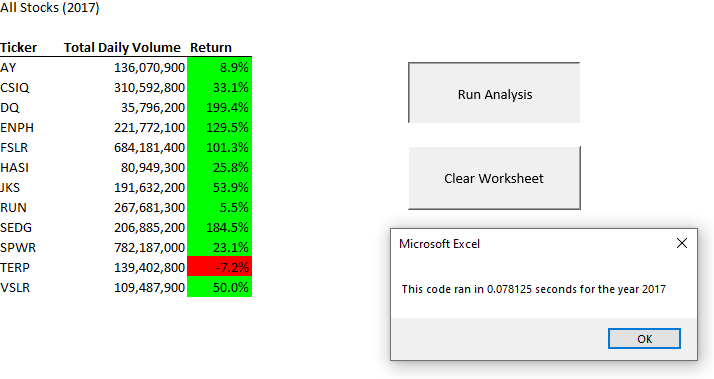 All Stocks (2017)
Ticker Total Daily Volume Return
AY 136,070,900 8.9%
CSIQ 310,592,800 33.1%
DQ 35,796,200 199.4%
ENPH 221,772,100 129.5%
FSLR 684,181,400 101.3%
HASI 80,949,300 25.8%
JKS 191,632,200 53.9%
RUN 267,681,300 5.5%
SEDG 206,885,200 184.5%
SPWR 782,187,000 23.1%
TERP 139,402,800 -7.2%
VSLR 109,487,900 50.0%
Run Analysis
Clear Worksheet
Microsoft Excel
This code ran in 0.078125 seconds for the year 2017
OK